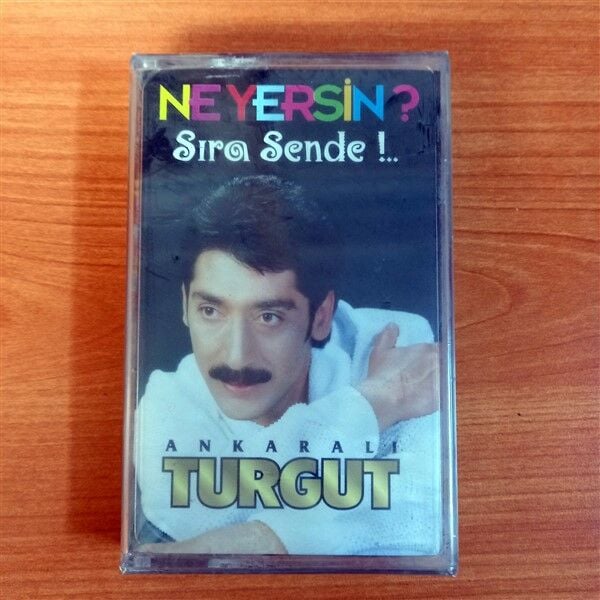 NE YERSİN ?
Sıra Sende !..
ANKARALI
TURGUT